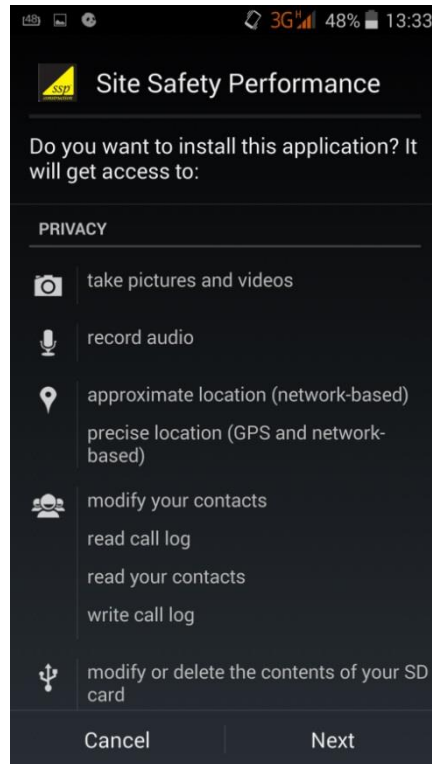 48
3G H 48% 13:33
ssp
Site Safety Performance
Do you want to install this application? It
will get access to:
PRIVACY
take pictures and videos
record audio
approximate location (network-based)
precise location (GPS and network-
based)
modify your contacts
read call log
read your contacts
write call log
modify or delete the contents of your SD
card
Cancel Next